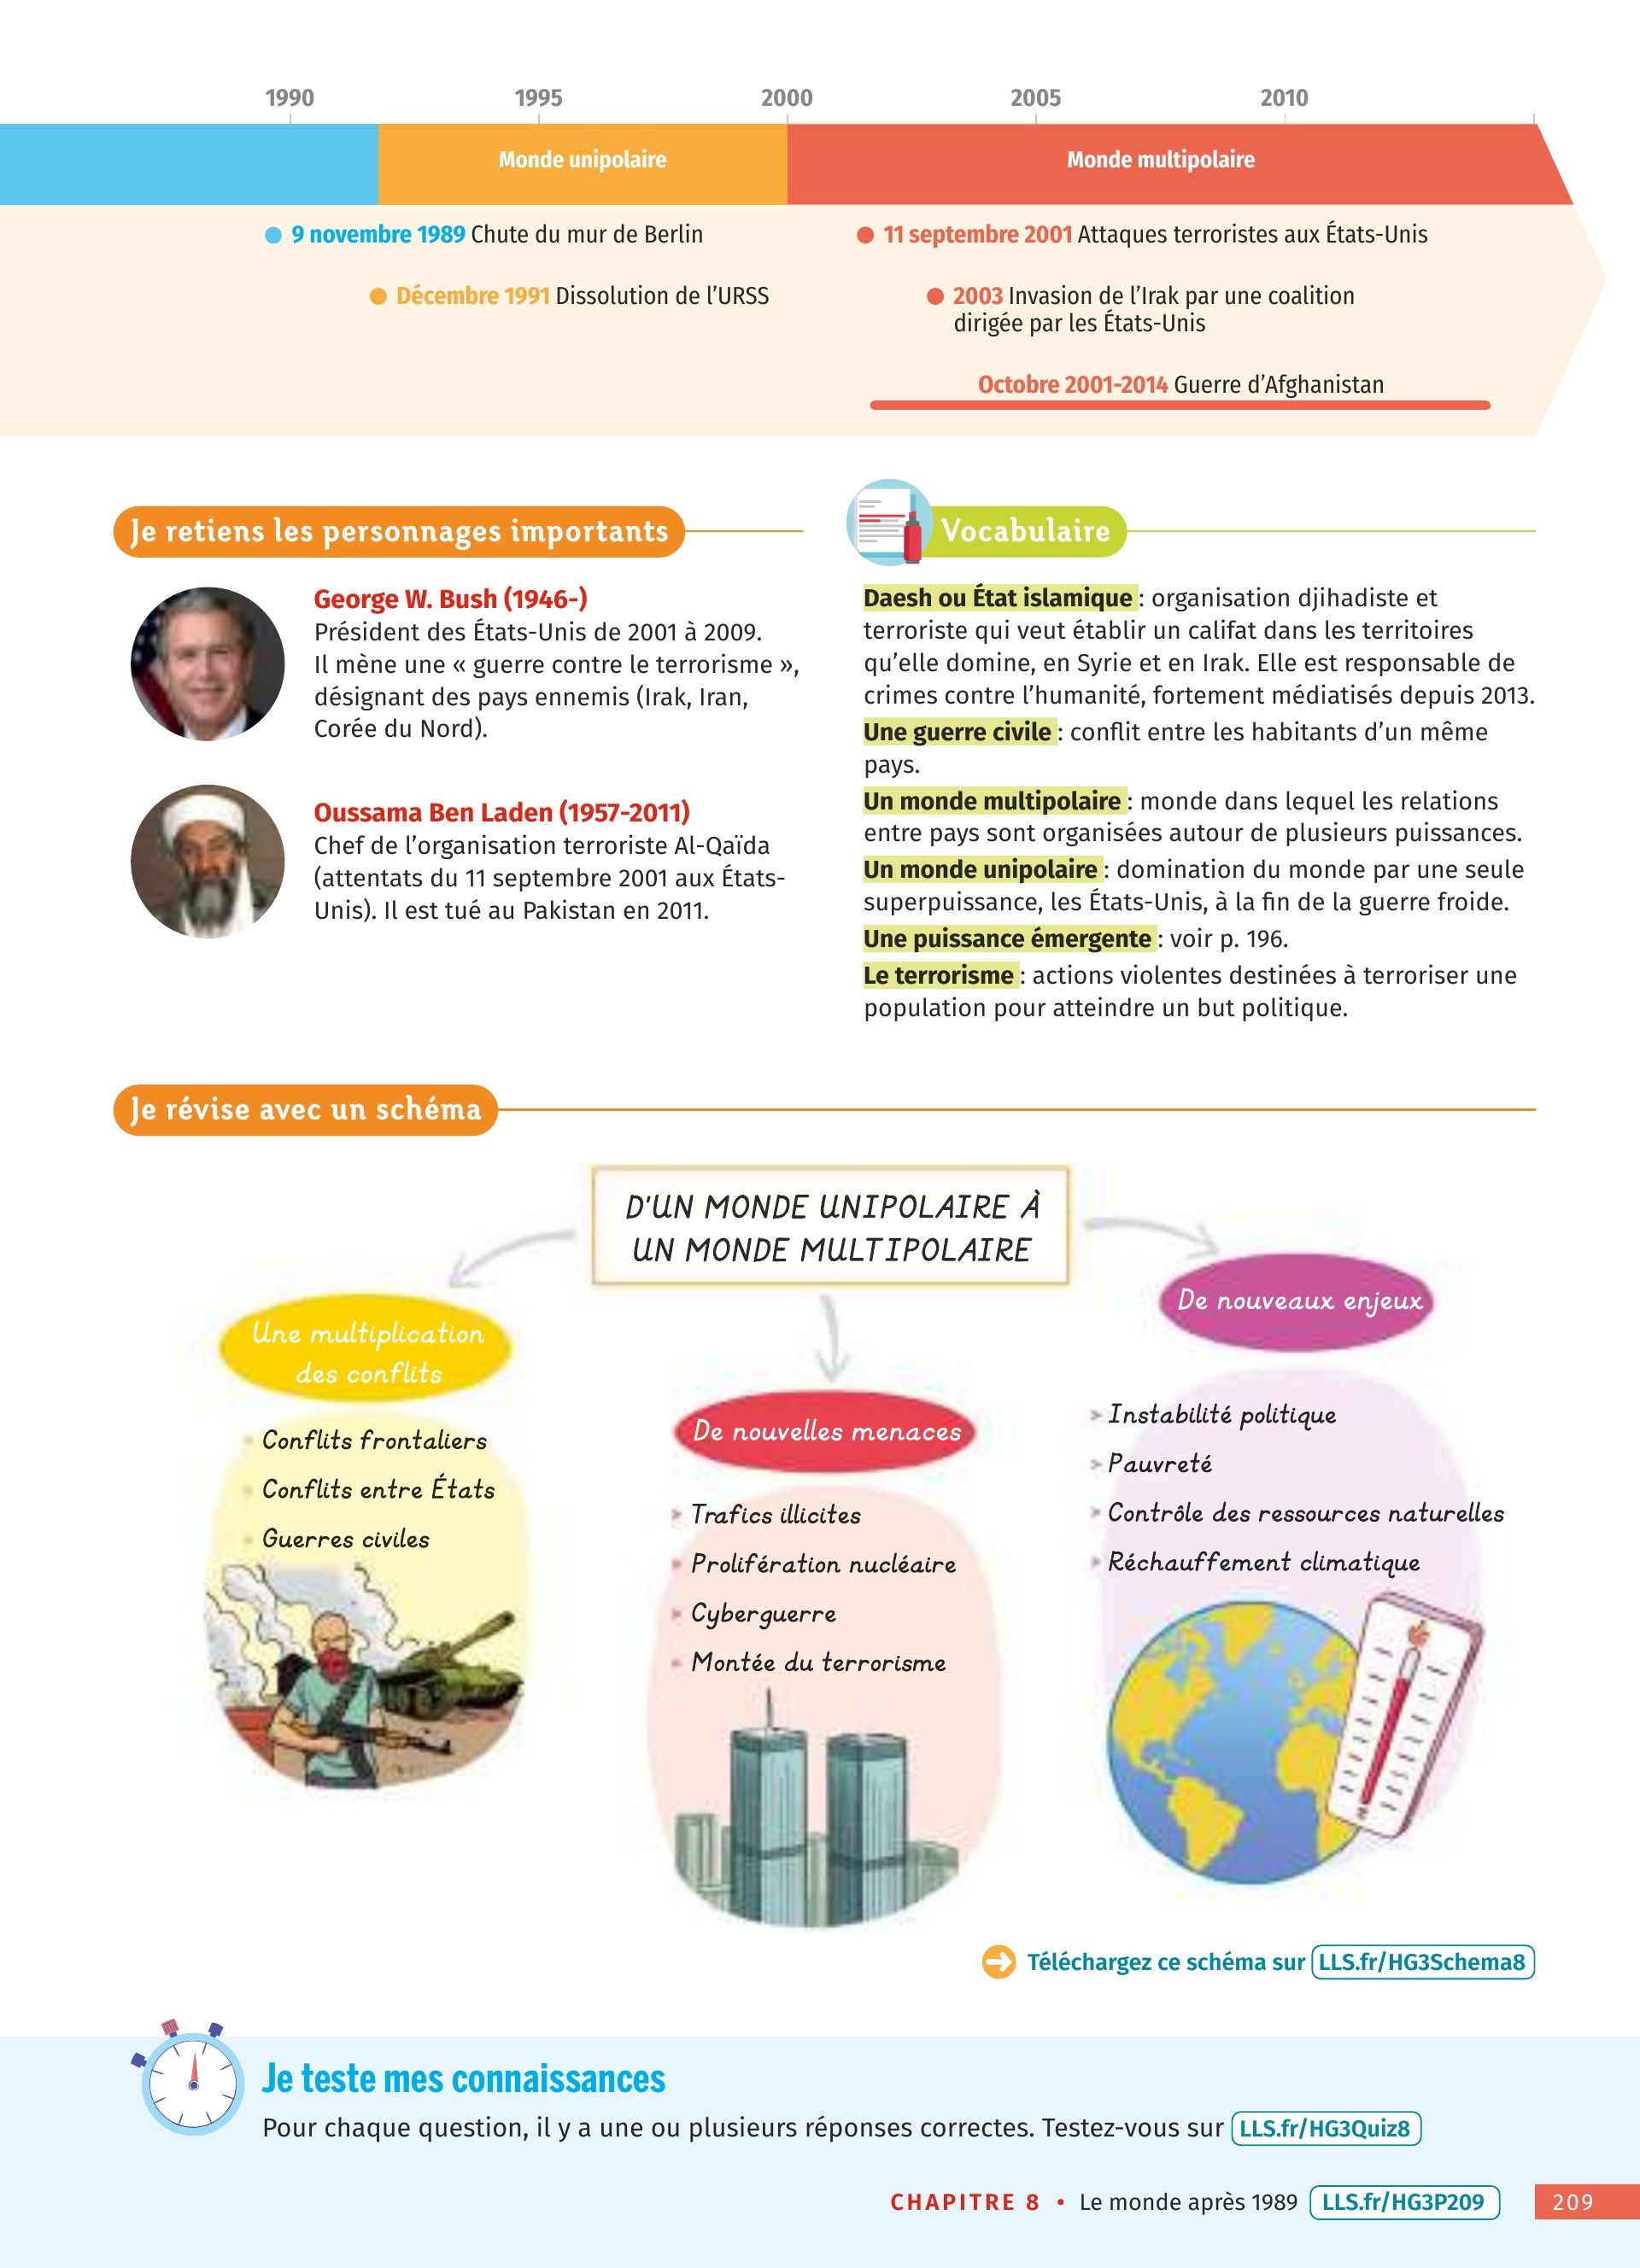 1990
1995
2000
2005
2010
Monde unipolaire
Monde multipolaire
9 novembre 1989 Chute du mur de Berlin
11 septembre 2001 Attaques terroristes aux États-Unis
Décembre 1991 Dissolution de l’URSS
2003 Invasion de l’Irak par une coalition
dirigée par les États-Unis
Octobre 2001-2014 Guerre d’Afghanistan
Je retiens les personnages importants
George W. Bush (1946-)
Président des États-Unis de 2001 à 2009.
Il mène une « guerre contre le terrorisme »,
désignant des pays ennemis (Irak, Iran,
Corée du Nord).
Oussama Ben Laden (1957-2011)
Chef de l’organisation terroriste Al-Qaïda
(attentats du 11 septembre 2001 aux États-
Unis). Il est tué au Pakistan en 2011.
Vocabulaire
Daesh ou État islamique : organisation djihadiste et
terroriste qui veut établir un califat dans les territoires
qu’elle domine, en Syrie et en Irak. Elle est responsable de
crimes contre l’humanité, fortement médiatisés depuis 2013.
Une guerre civile : conflit entre les habitants d’un même
pays.
Un monde multipolaire : monde dans lequel les relations
entre pays sont organisées autour de plusieurs puissances.
Un monde unipolaire : domination du monde par une seule
superpuissance, les États-Unis, à la fin de la guerre froide.
Une puissance émergente : voir p. 196.
Le terrorisme : actions violentes destinées à terroriser une
population pour atteindre un but politique.
Je révise avec un schéma
D'UN MONDE UNIPOLAIRE À
UN MONDE MULTIPOLAIRE
Une multiplication
des conflits
Conflits frontaliers
Conflits entre États
Guerres civiles
De nouvelles menaces
Trafics illicites
Prolifération nucléaire
Cyberguerre
Montée du terrorisme
De nouveaux enjeux
Instabilité politique
Pauvreté
Contrôle des ressources naturelles
Réchauffement climatique
Téléchargez ce schéma sur LLS.fr/HG3Schema8
Je teste mes connaissances
Pour chaque question, il y a une ou plusieurs réponses correctes. Testez-vous sur LLS.fr/HG3Quiz8
CHAPITRE 8 • Le monde après 1989 LLS.fr/HG3P209 209